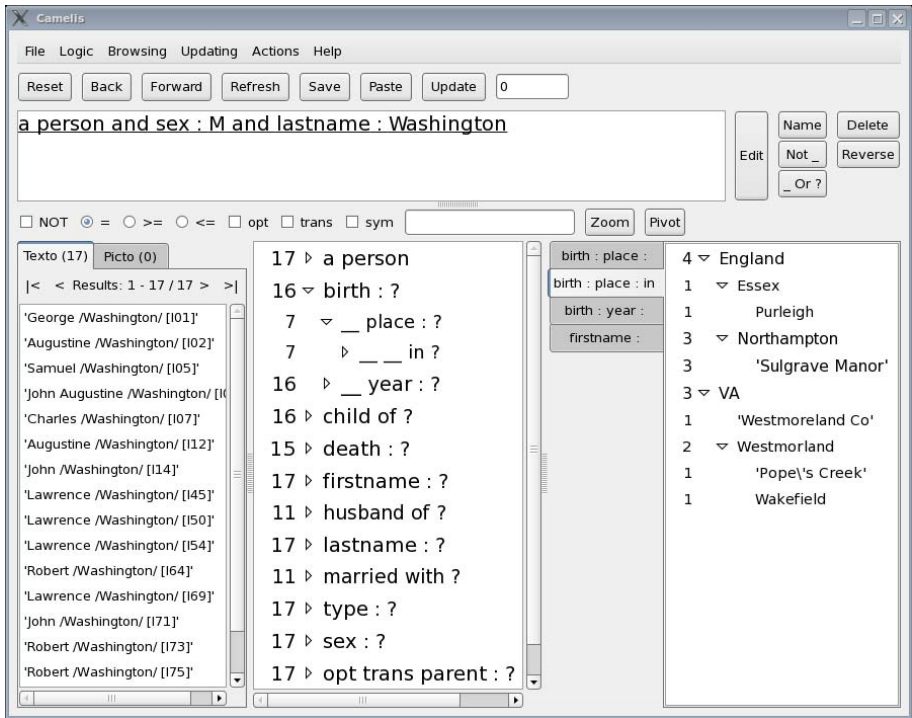 Camelis
File Logic Browsing Updating Actions Help
Reset Back Forward Refresh Save Paste Update 0
a person and sex : M and lastname : Washington
Edit
Name Delete
Not _ Reverse
_ Or ?
NOT = >= <= opt trans sym Zoom Pivot
Texto (17) Picto (0)
|< < Results: 1 - 17 / 17 > >|
'George /Washington/ [I01]'
'Augustine /Washington/ [I02]'
'Samuel /Washington/ [I05]'
'John Augustine /Washington/ [I0
'Charles /Washington/ [I07]'
'Augustine /Washington/ [I12]'
'John /Washington/ [I14]'
'Lawrence /Washington/ [I45]'
'Lawrence /Washington/ [I50]'
'Lawrence /Washington/ [I54]'
'Robert /Washington/ [I64]'
'Lawrence /Washington/ [I69]'
'John /Washington/ [I71]'
'Robert /Washington/ [I73]'
'Robert /Washington/ [I75]'
17 a person
16 birth : ?
7 __ place : ?
7 __ __ in ?
16 __ year : ?
16 child of ?
15 death : ?
17 firstname : ?
11 husband of ?
17 lastname : ?
11 married with ?
17 type : ?
17 sex : ?
17 opt trans parent : ?
birth : place :
birth : place : in
birth : year :
firstname :
4 England
1 Essex
1 Purleigh
3 Northampton
3 'Sulgrave Manor'
3 VA
1 'Westmoreland Co'
2 Westmorland
1 'Pope\'s Creek'
1 Wakefield